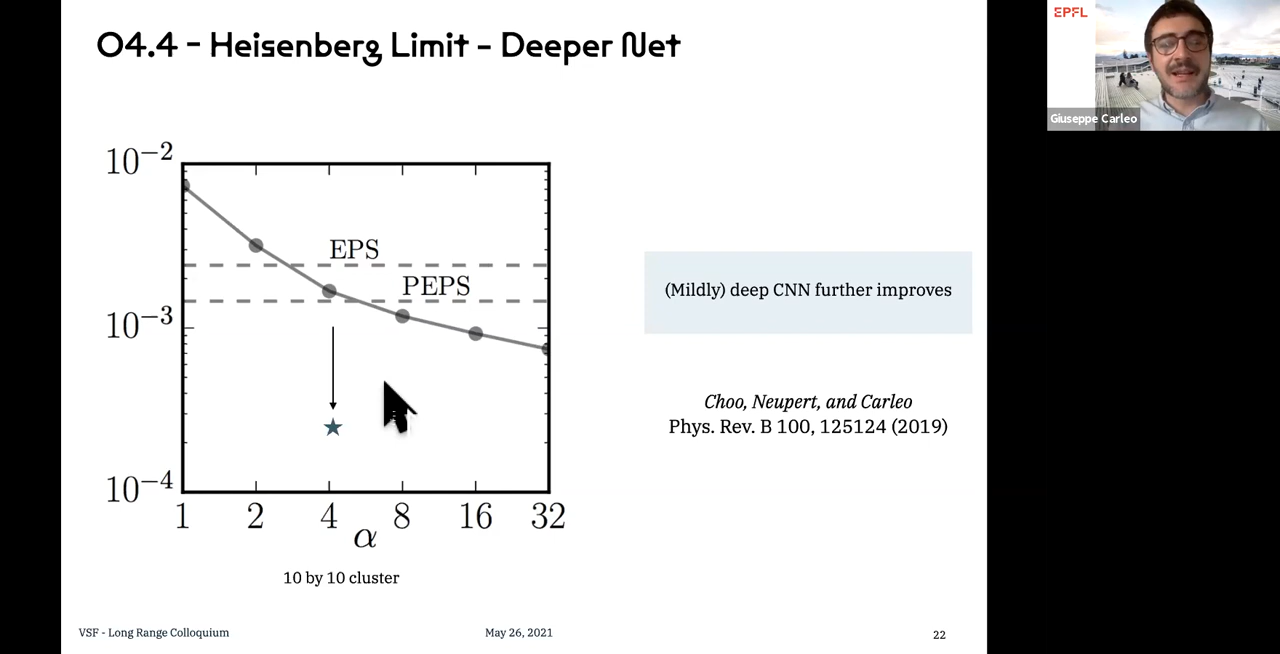 04.4 – Heisenberg Limit – Deeper Net
EPFL
Giuseppe Carleo
10−2
EPS
PEPS
10−3
10−4
1 2 4 8 16 32
α
10 by 10 cluster
(Mildly) deep CNN further improves
Choo, Neupert, and Carleo
Phys. Rev. B 100, 125124 (2019)
VSF - Long Range Colloquium
May 26, 2021
22